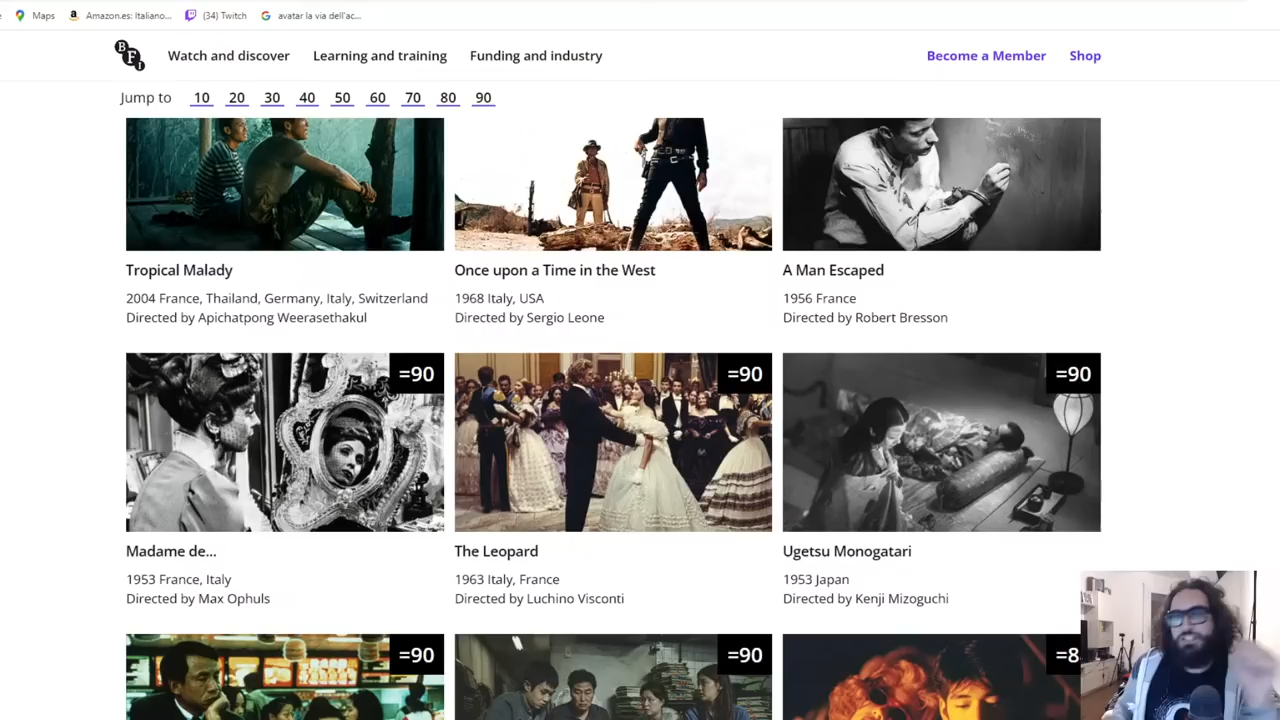 Maps Amazon.es: Italiano... (34) Twitch avatar la via dell'ac...
BFI Watch and discover Learning and training Funding and industry Become a Member Shop
Jump to 10 20 30 40 50 60 70 80 90
Tropical Malady
2004 France, Thailand, Germany, Italy, Switzerland
Directed by Apichatpong Weerasethakul
Once upon a Time in the West
1968 Italy, USA
Directed by Sergio Leone
A Man Escaped
1956 France
Directed by Robert Bresson
=90
Madame de...
1953 France, Italy
Directed by Max Ophuls
=90
The Leopard
1963 Italy, France
Directed by Luchino Visconti
=90
Ugetsu Monogatari
1953 Japan
Directed by Kenji Mizoguchi
=90
=90
=8